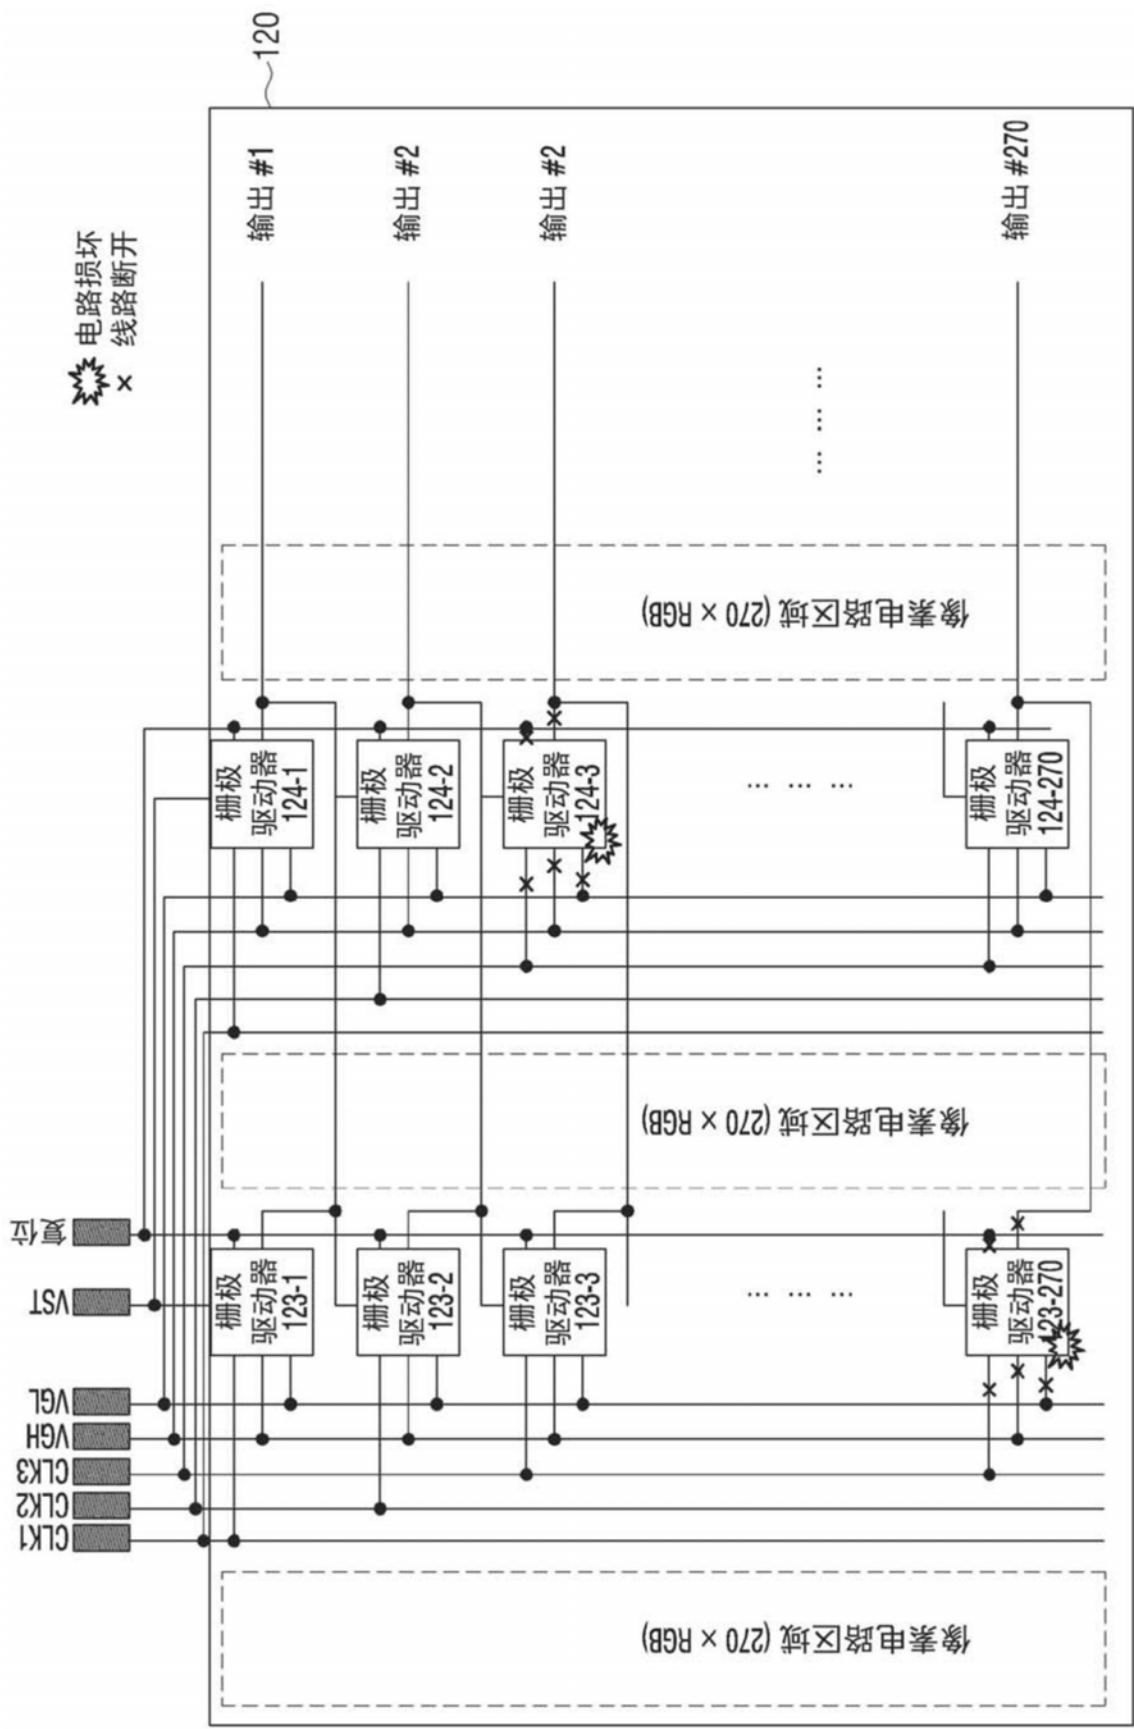 120
电路损坏
× 线路断开
输出 #1
输出 #2
输出 #2
输出 #270
像素电路区域 (270 × RGB)
栅极
驱动器
124-1
栅极
驱动器
124-2
栅极
驱动器
124-3
... ... ...
栅极
驱动器
124-270
像素电路区域 (270 × RGB)
复位
VST
VGL
VGH
CLK3
CLK2
CLK1
栅极
驱动器
123-1
栅极
驱动器
123-2
栅极
驱动器
123-3
... ... ...
栅极
驱动器
123-270
像素电路区域 (270 × RGB)